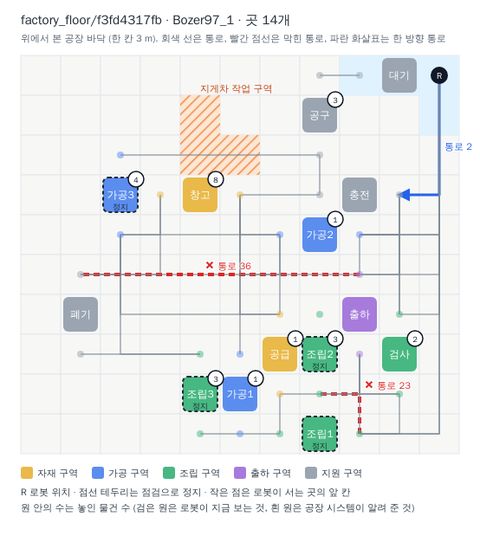 factory_floor/f3fd4317fb · Bozer97_1 · 곳 14개
위에서 본 공장 바닥 (한 칸 3 m). 회색 선은 통로, 빨간 점선은 막힌 통로, 파란 화살표는 한 방향 통로
대기
R
지게차 작업 구역
3
공구
통로 2
4
가공3
정지
8
창고
충전
1
가공2
통로 36
폐기
출하
1
공급
3
조립2
정지
2
검사
3
조립3
정지
1
가공1
통로 23
조립1
정지
자재 구역
가공 구역
조립 구역
출하 구역
지원 구역
R 로봇 위치 · 점선 테두리는 점검으로 정지 · 작은 점은 로봇이 서는 곳의 앞 칸
원 안의 수는 놓인 물건 수 (검은 원은 로봇이 지금 보는 것, 흰 원은 공장 시스템이 알려 준 것)